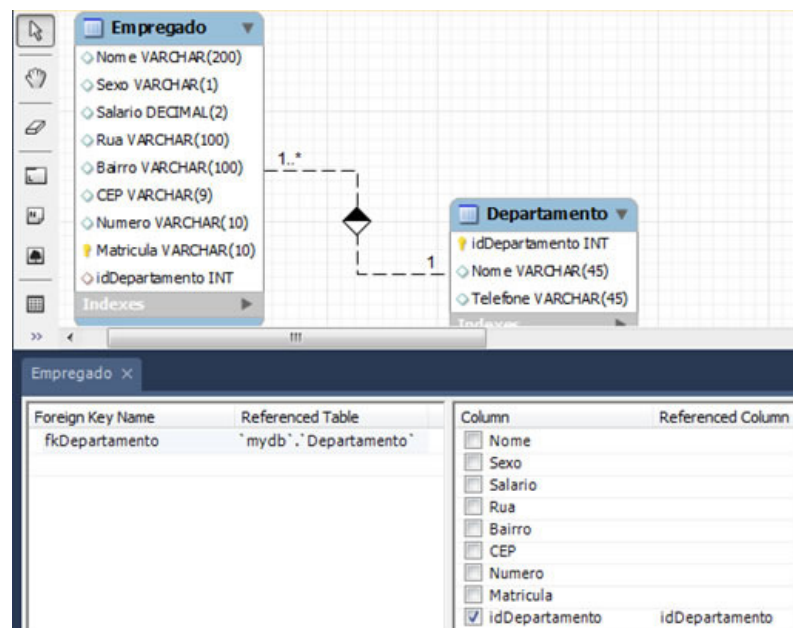 Empregado
Nome VARCHAR(200)
Sexo VARCHAR(1)
Salario DECIMAL(2)
Rua VARCHAR(100)
Bairro VARCHAR(100)
CEP VARCHAR(9)
Numero VARCHAR(10)
Matricula VARCHAR(10)
idDepartamento INT
Indexes
1..*
1
Departamento
idDepartamento INT
Nome VARCHAR(45)
Telefone VARCHAR(45)
Indexes
Empregado
Foreign Key Name Referenced Table
fkDepartamento `mydb`.`Departamento`
Column Referenced Column
Nome
Sexo
Salario
Rua
Bairro
CEP
Numero
Matricula
idDepartamento idDepartamento